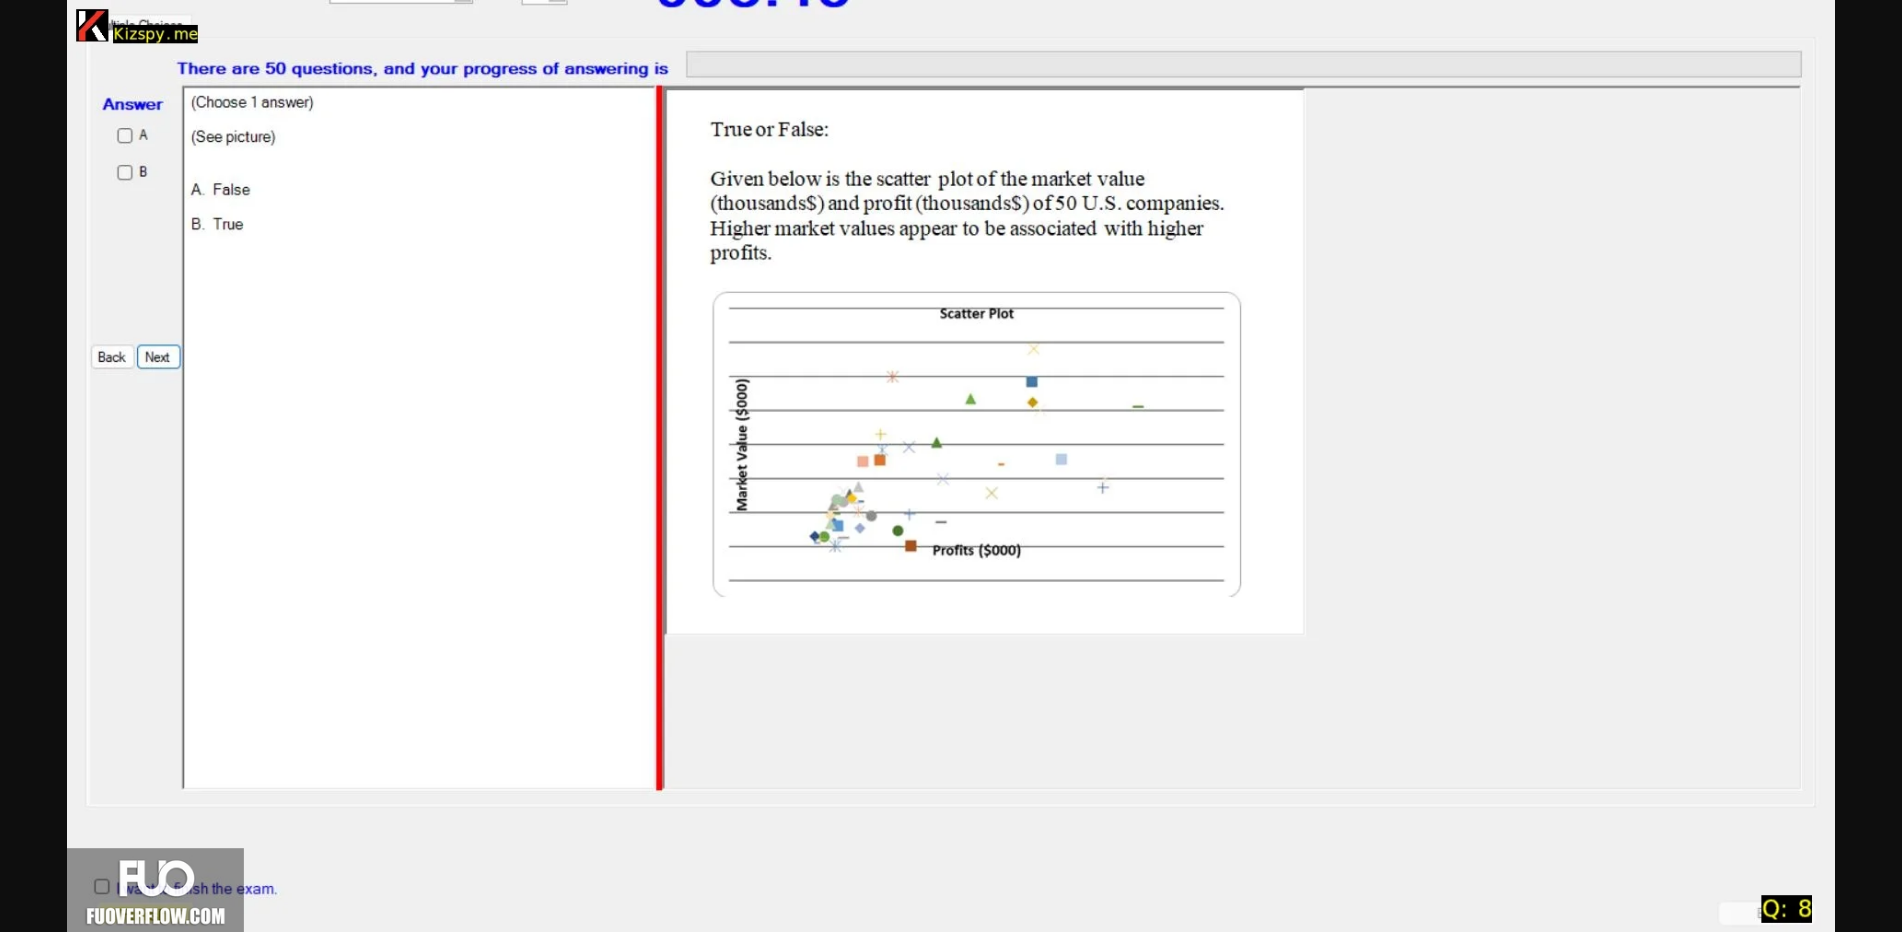 Kizspy.me
There are 50 questions, and your progress of answering is
Answer
A
B
Back
Next
(Choose 1 answer)
(See picture)
A. False
B. True
True or False:
Given below is the scatter plot of the market value
(thousands$) and profit (thousands$) of 50 U.S. companies.
Higher market values appear to be associated with higher
profits.
Scatter Plot
Market Value ($000)
Profits ($000)
FUO
the exam.
FUOVERFLOW.COM
Q: 8